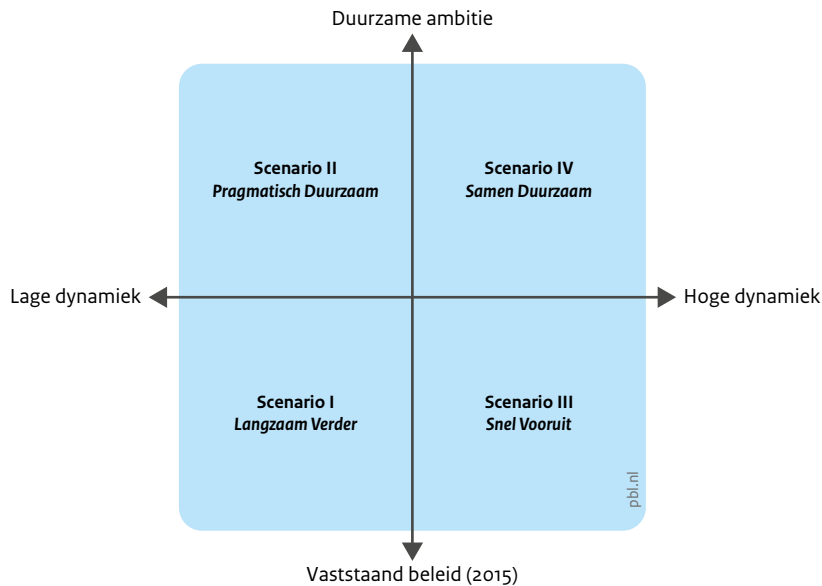 Duurzame ambitie
Scenario II
Pragmatisch Duurzaam
Scenario IV
Samen Duurzaam
Lage dynamiek
Hoge dynamiek
Scenario I
Langzaam Verder
Scenario III
Snel Vooruit
pbl.nl
Vaststaand beleid (2015)